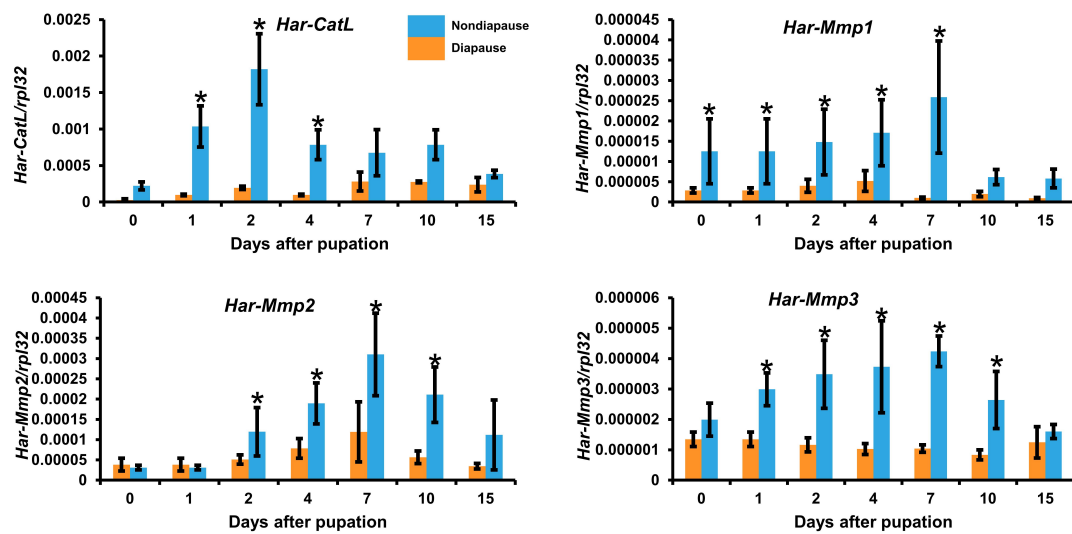 Har-CatL
Nondiapause
Diapause
Har-CatL/rpl32
0.0025
0.002
0.0015
0.001
0.0005
0
* * *
0 1 2 4 7 10 15
Days after pupation
Har-Mmp1
Har-Mmp1/rpl32
0.000045
0.00004
0.000035
0.00003
0.000025
0.00002
0.000015
0.00001
0.000005
0
* * * * *
0 1 2 4 7 10 15
Days after pupation
Har-Mmp2
Har-Mmp2/rpl32
0.00045
0.0004
0.00035
0.0003
0.00025
0.0002
0.00015
0.0001
0.00005
0
* * * *
0 1 2 4 7 10 15
Days after pupation
Har-Mmp3
Har-Mmp3/rpl32
0.000006
0.000005
0.000004
0.000003
0.000002
0.000001
0
* * * * *
0 1 2 4 7 10 15
Days after pupation